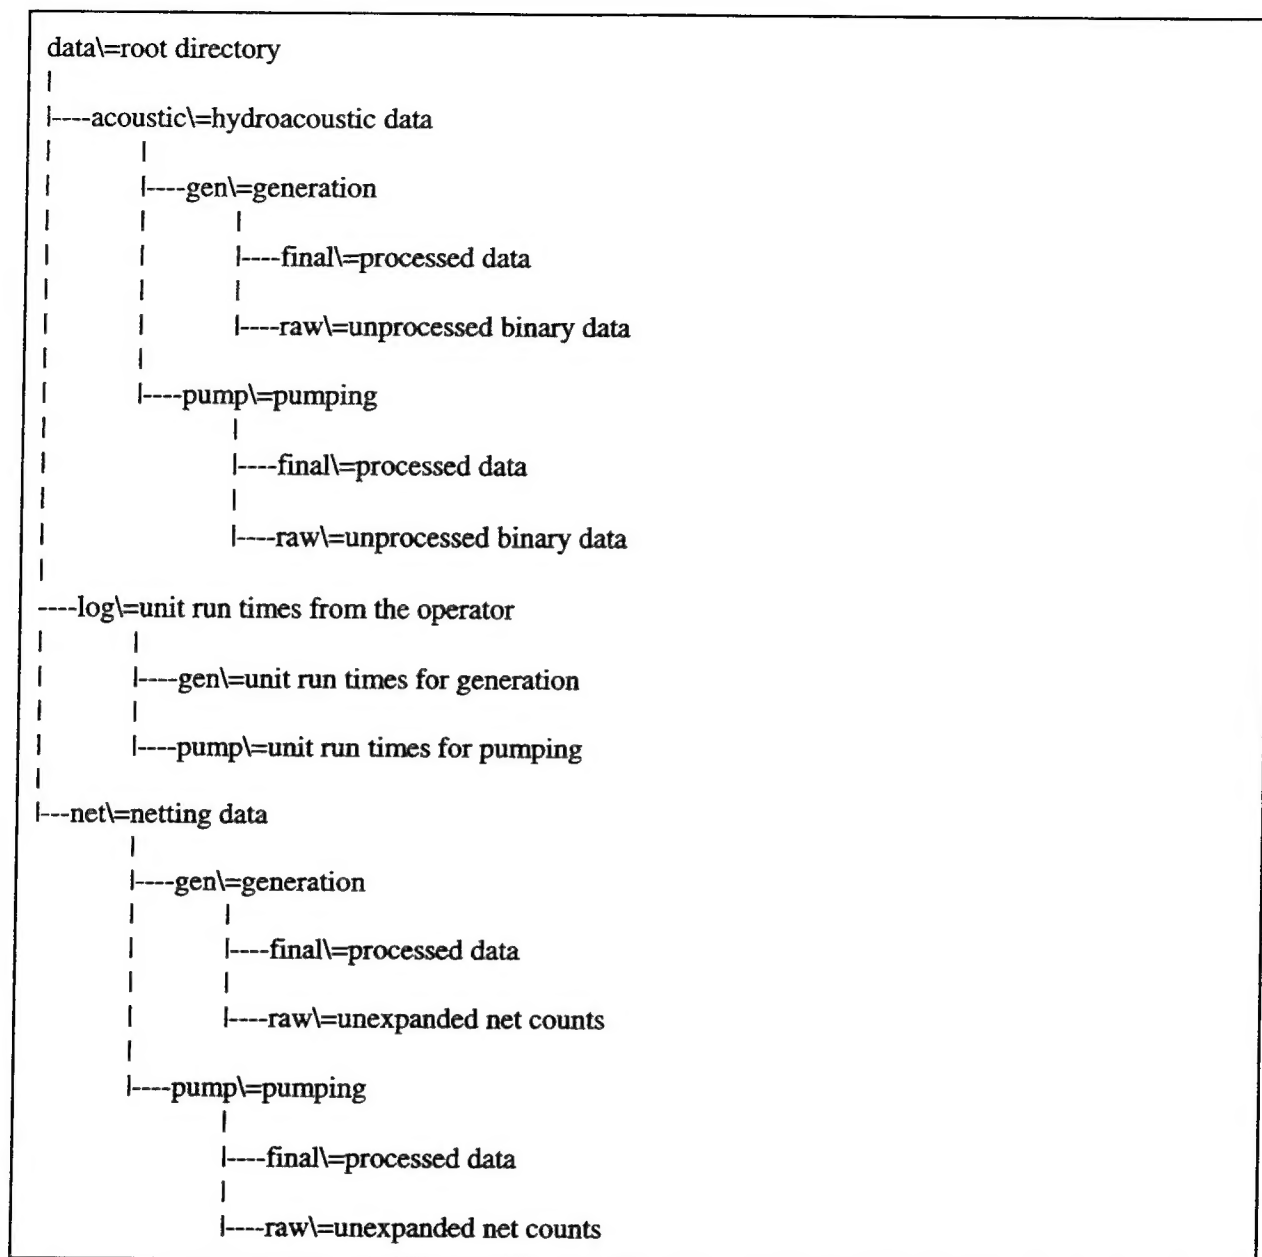 data\=root directory
|
|----acoustic\=hydroacoustic data
|         |
|         |----gen\=generation
|         |         |
|         |         |----final\=processed data
|         |         |
|         |         |----raw\=unprocessed binary data
|         |
|         |----pump\=pumping
|                   |
|                   |----final\=processed data
|                   |
|                   |----raw\=unprocessed binary data
|
----log\=unit run times from the operator
|         |
|         |----gen\=unit run times for generation
|         |
|         |----pump\=unit run times for pumping
|
|---net\=netting data
          |
          |----gen\=generation
          |         |
          |         |----final\=processed data
          |         |
          |         |----raw\=unexpanded net counts
          |
          |----pump\=pumping
                    |
                    |----final\=processed data
                    |
                    |----raw\=unexpanded net counts